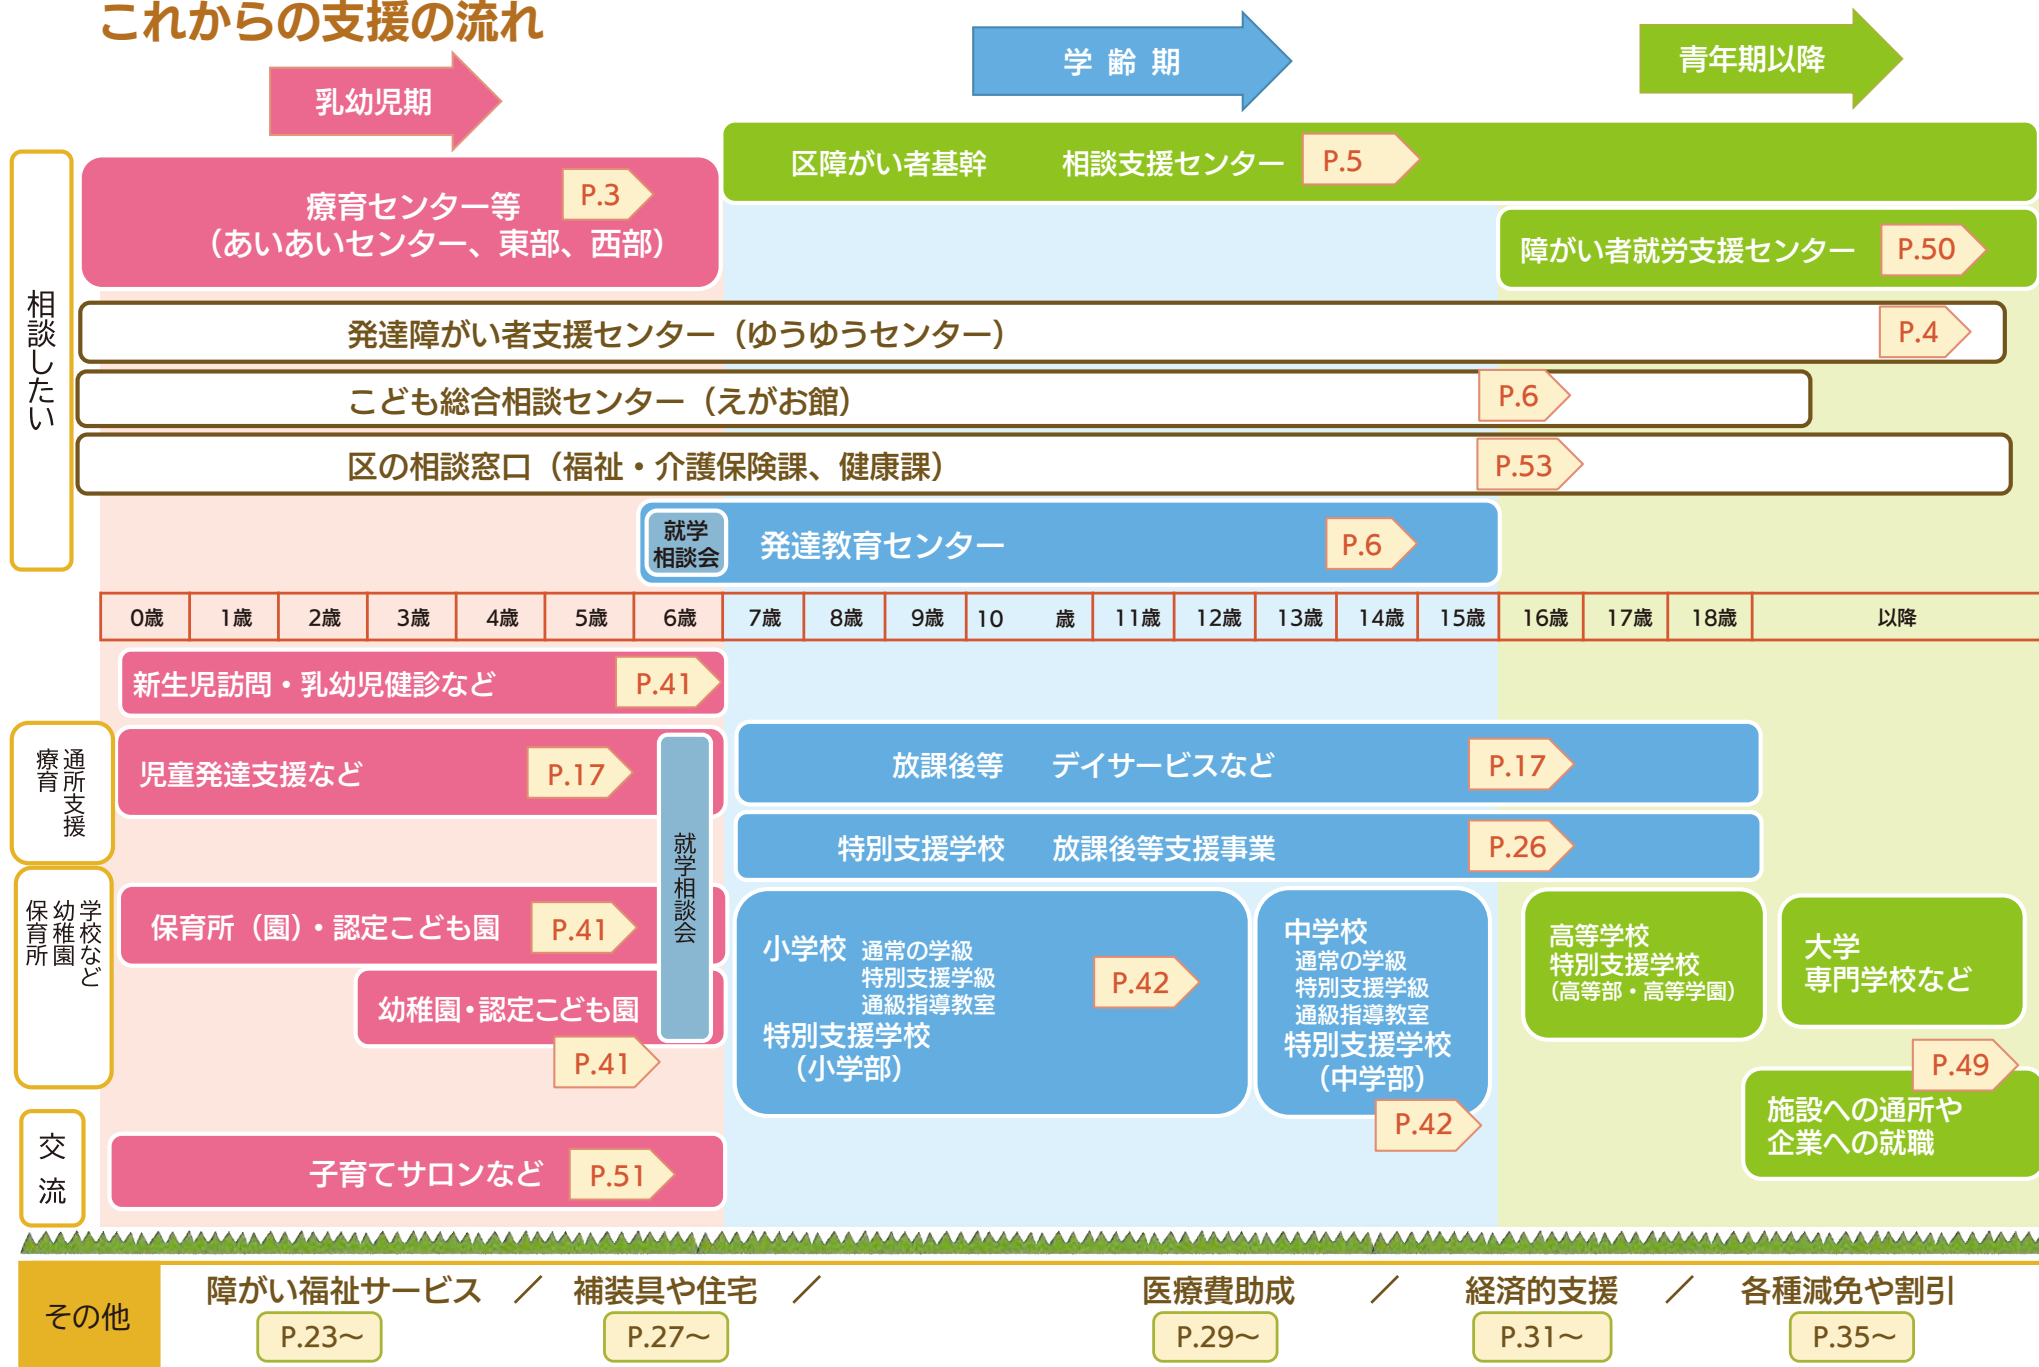 これからの支援の流れ
乳幼児期
学 齢 期
青年期以降
相談したい
療育センター等
P.3
(あいあいセンター、東部、西部)
区障がい者基幹 相談支援センター
P.5
障がい者就労支援センター
P.50
発達障がい者支援センター（ゆうゆうセンター）
P.4
こども総合相談センター（えがお館）
P.6
区の相談窓口（福祉・介護保険課、健康課）
P.53
就学
相談会
発達教育センター
P.6
0歳 1歳 2歳 3歳 4歳 5歳 6歳 7歳 8歳 9歳 10 歳 11歳 12歳 13歳 14歳 15歳 16歳 17歳 18歳 以降
新生児訪問・乳幼児健診など
P.41
通所支援
療育
児童発達支援など
P.17
就学相談会
放課後等 デイサービスなど
P.17
特別支援学校 放課後等支援事業
P.26
学校など
幼稚園
保育所
保育所（園）・認定こども園
P.41
幼稚園・認定こども園
P.41
小学校 通常の学級
特別支援学級
通級指導教室
特別支援学校
（小学部）
P.42
中学校
通常の学級
特別支援学級
通級指導教室
特別支援学校
（中学部）
P.42
高等学校
特別支援学校
（高等部・高等学園）
大学
専門学校など
P.49
施設への通所や
企業への就職
交流
子育てサロンなど
P.51
その他
障がい福祉サービス ／ 補装具や住宅 ／ 医療費助成 ／ 経済的支援 ／ 各種減免や割引
P.23～ P.27～ P.29～ P.31～ P.35～